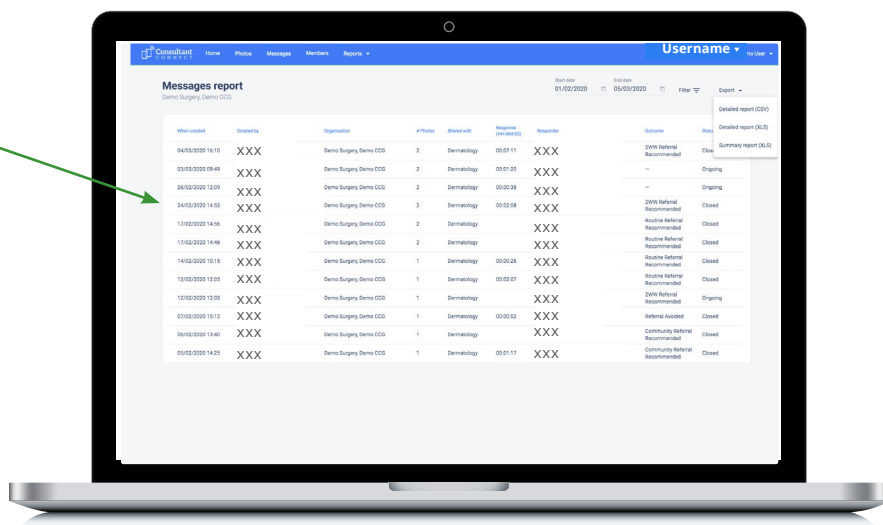 Consultant CONNECT Home Photos Messages Members Reports Username User
Messages report
Demo Surgery, Demo CCG
Start date End date
01/02/2020 05/03/2020 Filter Export
Detailed report (CSV)
Detailed report (XLS)
Summary report (XLS)
When created Created by Organisation # Photos Shared with Response (HH:MM:SS) Responder Outcome
04/03/2020 16:10 XXX Demo Surgery, Demo CCG 2 Dermatology 00:07:11 XXX 2WW Referral Recommended
03/03/2020 09:49 XXX Demo Surgery, Demo CCG 2 Dermatology 00:01:20 XXX – Ongoing
26/02/2020 12:09 XXX Demo Surgery, Demo CCG 2 Dermatology 00:00:38 XXX – Ongoing
24/02/2020 14:52 XXX Demo Surgery, Demo CCG 2 Dermatology 00:02:08 XXX 2WW Referral Recommended Closed
17/02/2020 14:56 XXX Demo Surgery, Demo CCG 2 Dermatology XXX Routine Referral Recommended Closed
17/02/2020 14:46 XXX Demo Surgery, Demo CCG 2 Dermatology XXX Routine Referral Recommended Closed
14/02/2020 10:15 XXX Demo Surgery, Demo CCG 1 Dermatology 00:00:26 XXX Routine Referral Recommended Closed
12/02/2020 12:05 XXX Demo Surgery, Demo CCG 1 Dermatology 00:02:07 XXX Routine Referral Recommended Closed
12/02/2020 12:03 XXX Demo Surgery, Demo CCG 1 Dermatology XXX 2WW Referral Recommended Ongoing
07/02/2020 15:12 XXX Demo Surgery, Demo CCG 1 Dermatology 00:00:52 XXX Referral Avoided Closed
06/02/2020 13:40 XXX Demo Surgery, Demo CCG 1 Dermatology XXX Community Referral Recommended Closed
05/02/2020 14:25 XXX Demo Surgery, Demo CCG 1 Dermatology 00:01:17 XXX Community Referral Recommended Closed